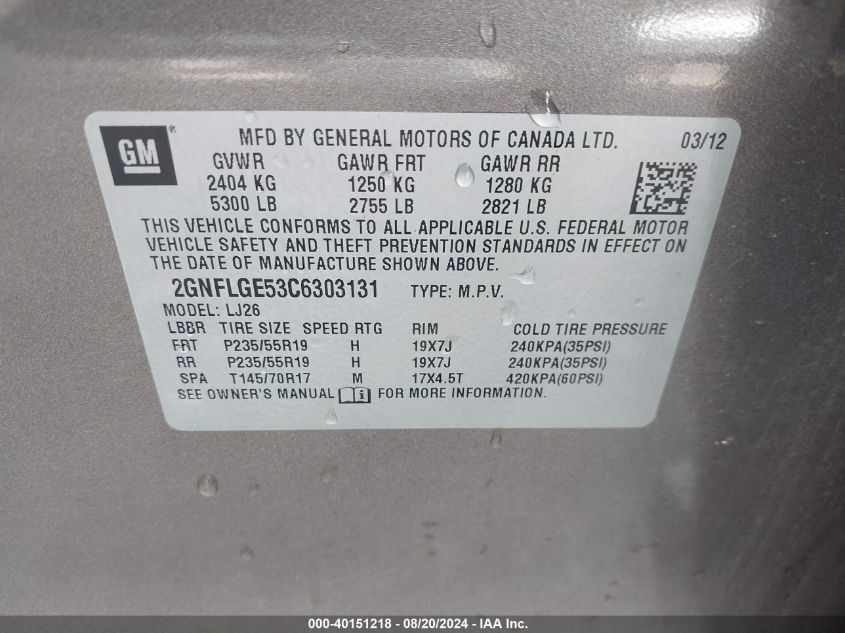 GM ® MFD BY GENERAL MOTORS OF CANADA LTD. 03/12
GVWR GAWR FRT GAWR RR
2404 KG 1250 KG 1280 KG
5300 LB 2755 LB 2821 LB
THIS VEHICLE CONFORMS TO ALL APPLICABLE U.S. FEDERAL MOTOR
VEHICLE SAFETY AND THEFT PREVENTION STANDARDS IN EFFECT ON
THE DATE OF MANUFACTURE SHOWN ABOVE.
2GNFLGE53C6303131 TYPE: M.P.V.
MODEL: LJ26
LBBR TIRE SIZE SPEED RTG RIM COLD TIRE PRESSURE
FRT P235/55R19 H 19X7J 240KPA(35PSI)
RR P235/55R19 H 19X7J 240KPA(35PSI)
SPA T145/70R17 M 17X4.5T 420KPA(60PSI)
SEE OWNER'S MANUAL FOR MORE INFORMATION.
000-40151218 - 08/20/2024 - IAA Inc.